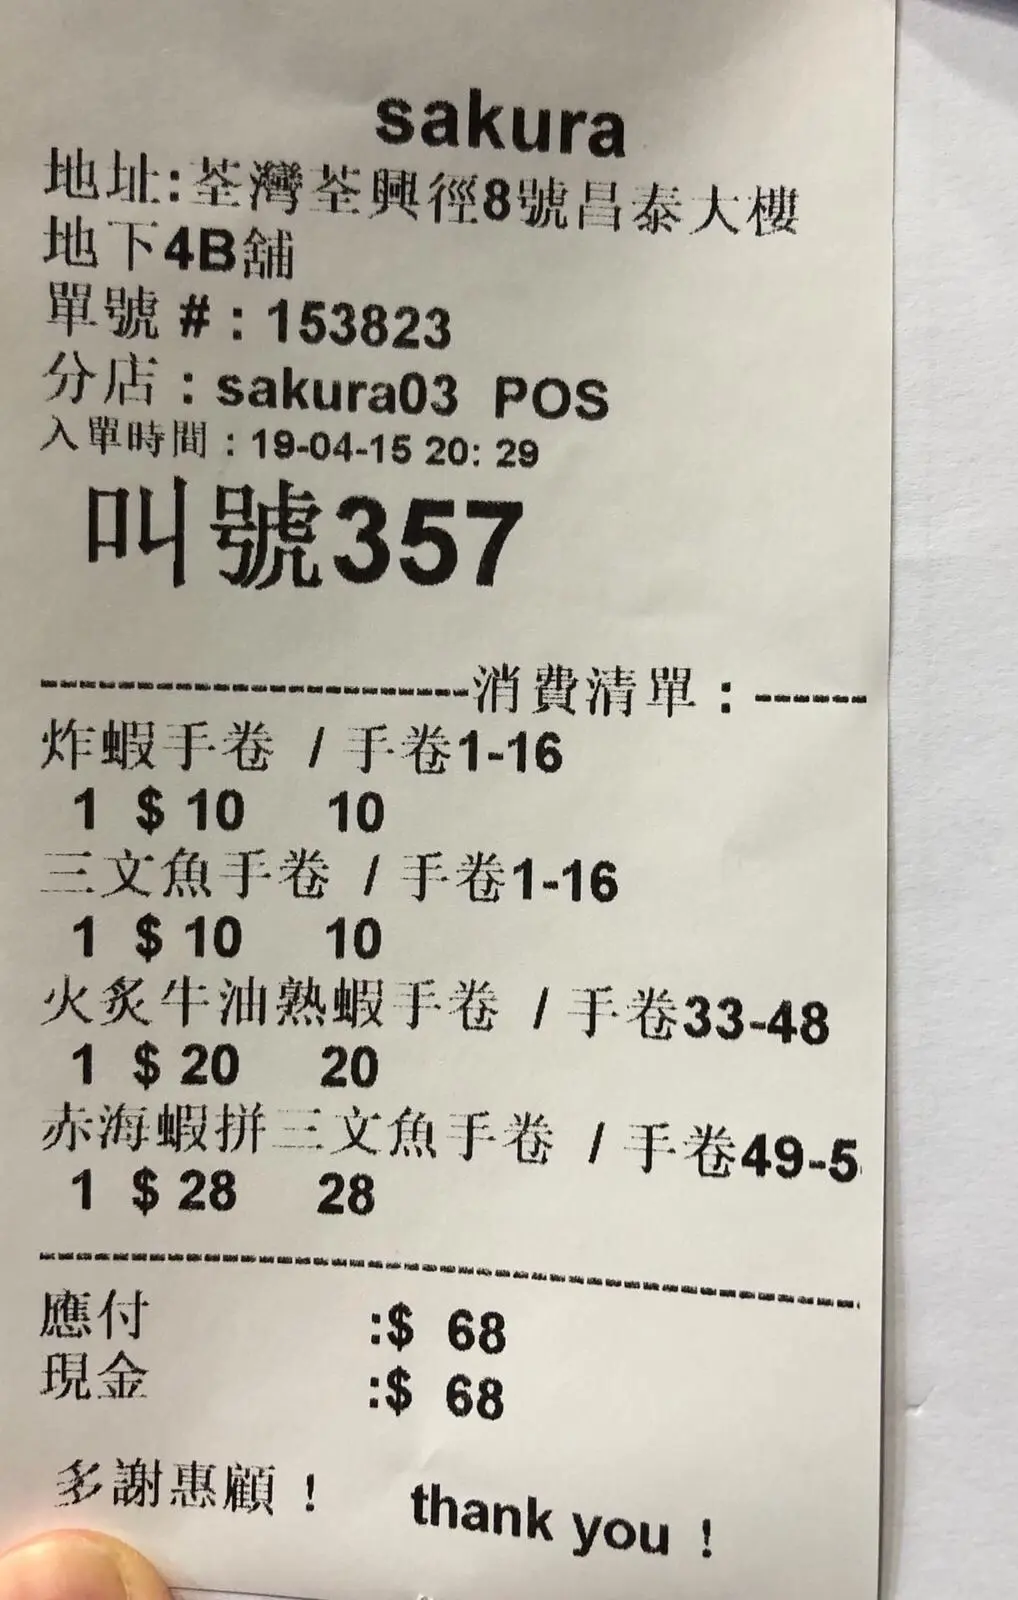 sakura
地址:荃灣荃興徑8號昌泰大樓
地下4B舖
單號 # : 153823
分店 : sakura03 POS
入單時間 : 19-04-15 20: 29
叫號357
--------------------------消費清單 : -------
炸蝦手卷 / 手卷1-16
1 $ 10 10
三文魚手卷 / 手卷1-16
1 $ 10 10
火炙牛油熟蝦手卷 / 手卷33-48
1 $ 20 20
赤海蝦拼三文魚手卷 / 手卷49-5
1 $ 28 28
應付 :$ 68
現金 :$ 68
多謝惠顧！ thank you !